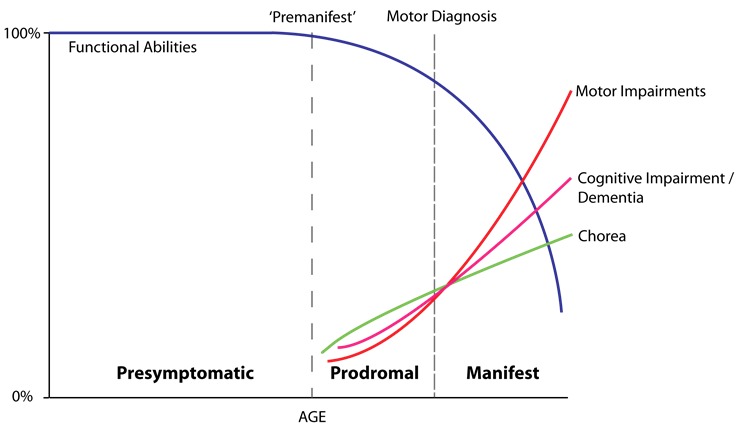 ‘Premanifest’
Motor Diagnosis
100%
Functional Abilities
Motor Impairments
Cognitive Impairment /
Dementia
Chorea
Presymptomatic
Prodromal
Manifest
0%
AGE